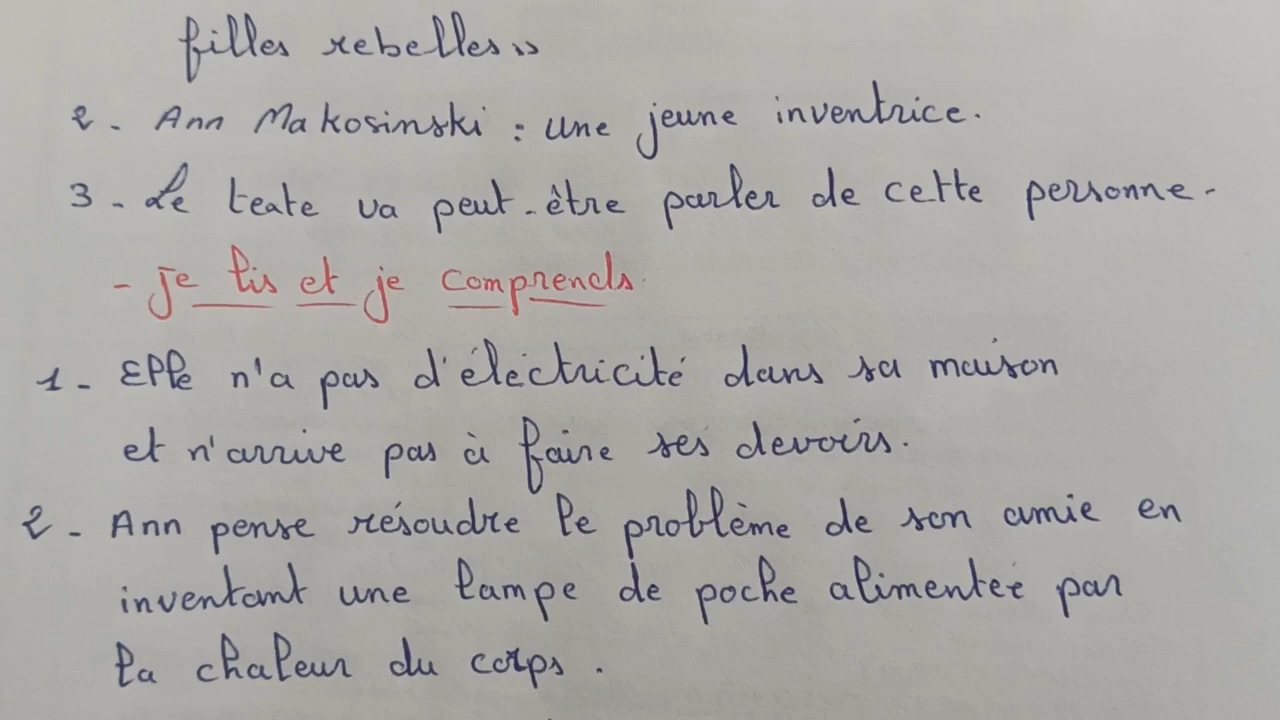 filles rebelles»
2. Ann Makosinski : une jeune inventrice.
3. Le texte va peut-être parler de cette personne.
- je lis et je comprends.
1. Elle n'a pas d'électricité dans sa maison
et n'arrive pas à faire ses devoirs.
2. Ann pense résoudre le problème de son amie en
inventant une lampe de poche alimentée par
la chaleur du corps.